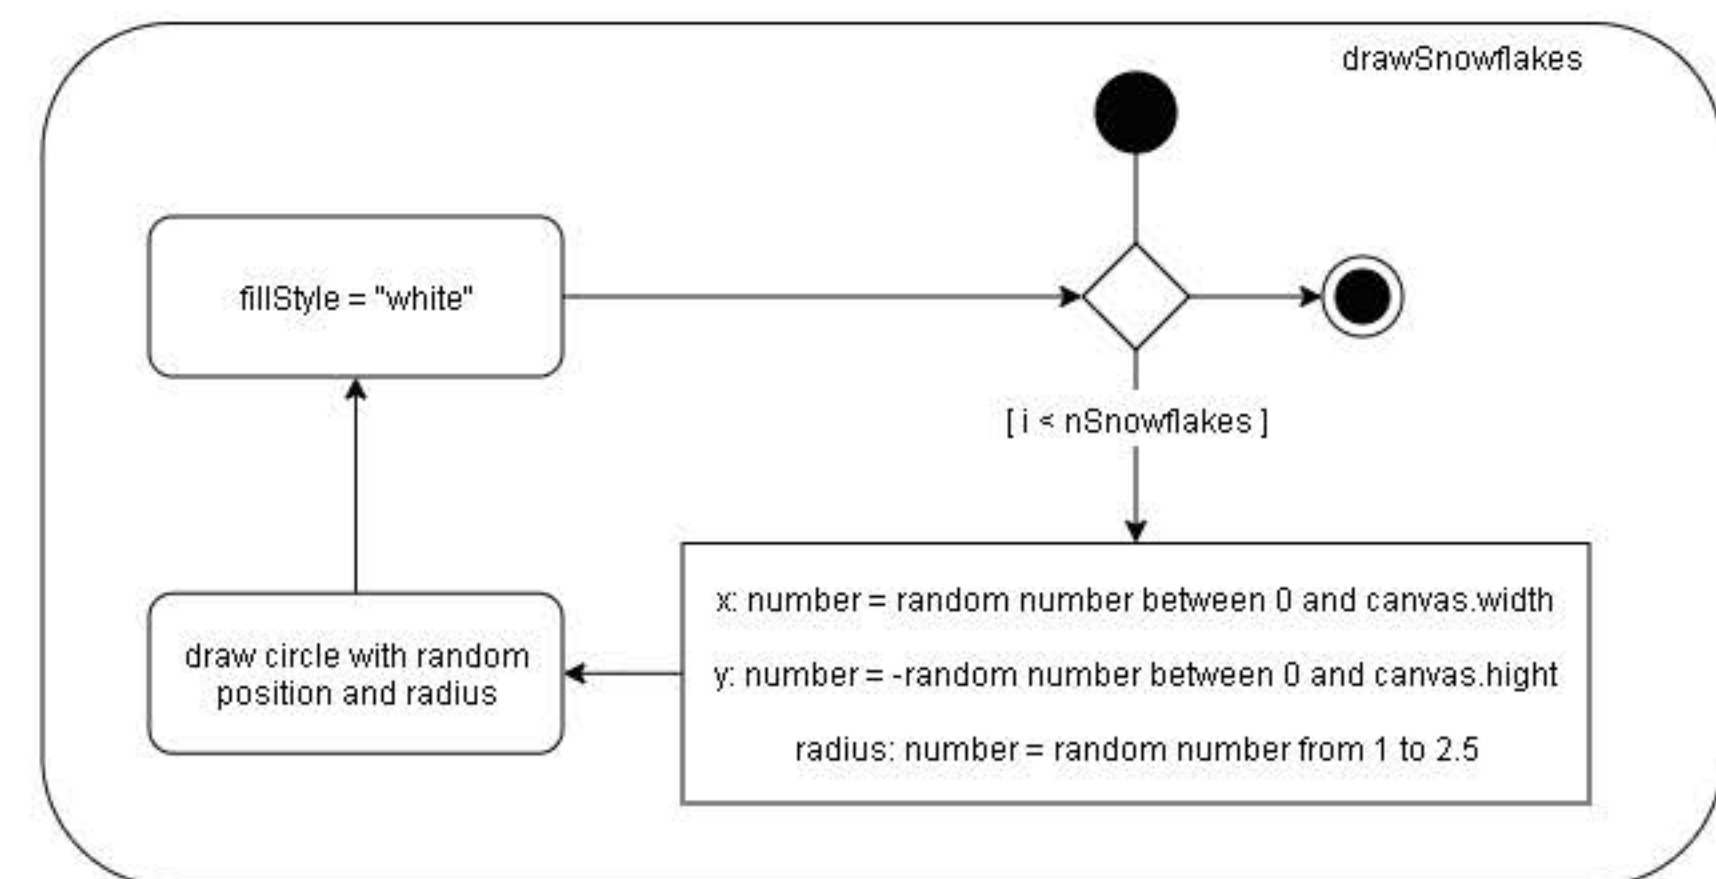 drawSnowflakes
fillStyle = "white"
[ i < nSnowflakes ]
x: number = random number between 0 and canvas.width
y: number = -random number between 0 and canvas.hight
radius: number = random number from 1 to 2.5
draw circle with random
position and radius